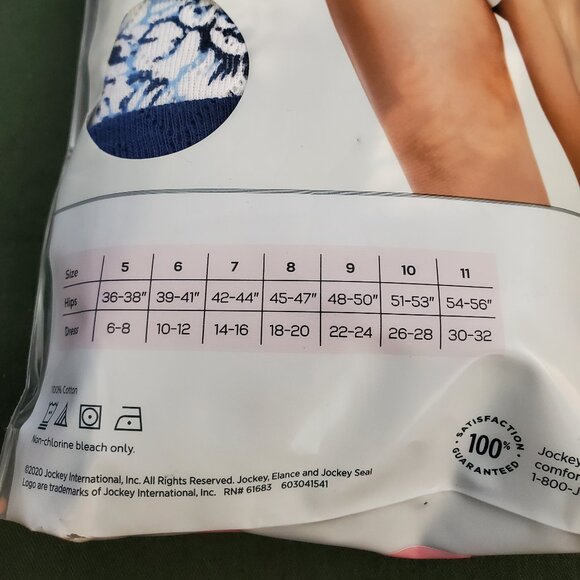 Size 5 6 7 8 9 10 11
Hips 36-38" 39-41" 42-44" 45-47" 48-50" 51-53" 54-56"
Dress 6-8 10-12 14-16 18-20 22-24 26-28 30-32
100% Cotton
Non-chlorine bleach only.
©2020 Jockey International, Inc. All Rights Reserved. Jockey, Elance and Jockey Seal
Logo are trademarks of Jockey International, Inc. RN# 61683 603041541
SATISFACTION
100%
GUARANTEED
Jockey
comfor
1-800-J